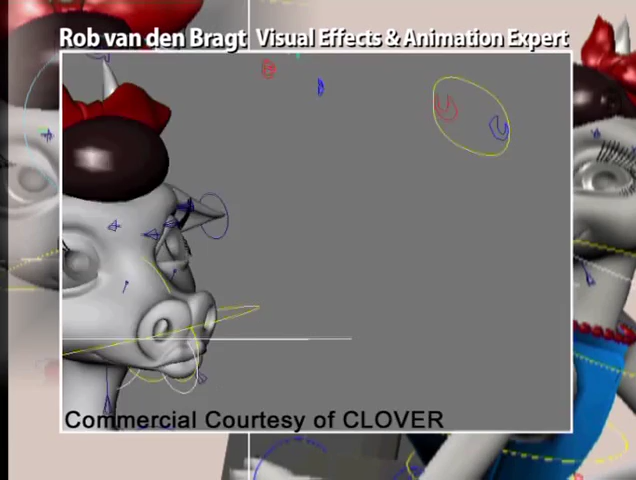 Rob van den Bragt Visual Effects & Animation Expert
Commercial Courtesy of CLOVER